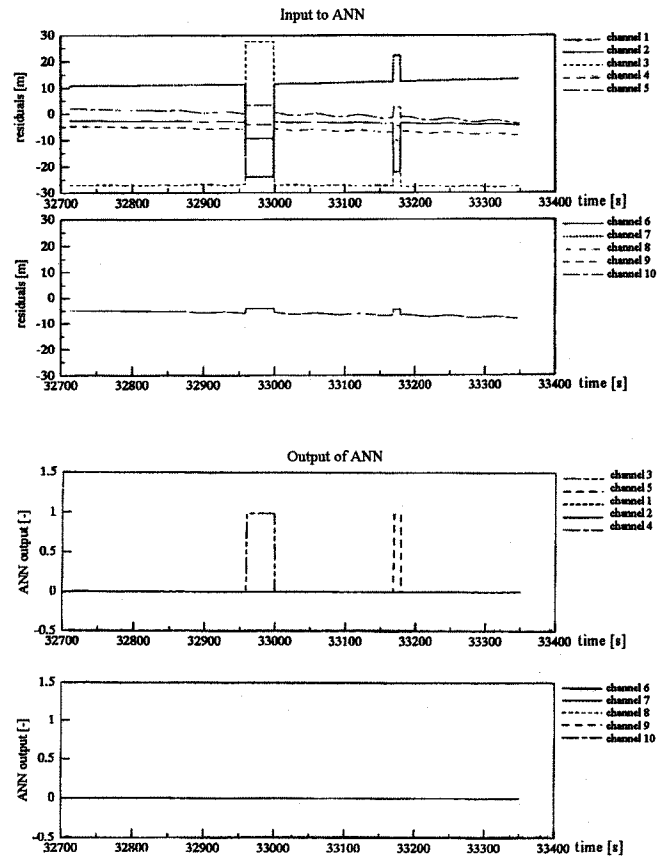 Input to ANN
residuals [m]
30
20
10
0
-10
-20
-30
32700 32800 32900 33000 33100 33200 33300 33400 time [s]
channel 1
channel 2
channel 3
channel 4
channel 5
residuals [m]
30
20
10
0
-10
-20
-30
32700 32800 32900 33000 33100 33200 33300 33400 time [s]
channel 6
channel 7
channel 8
channel 9
channel 10
Output of ANN
ANN output [-]
1.5
1
0.5
0
-0.5
32700 32800 32900 33000 33100 33200 33300 33400 time [s]
channel 3
channel 5
channel 1
channel 2
channel 4
ANN output [-]
1.5
1
0.5
0
-0.5
32700 32800 32900 33000 33100 33200 33300 33400 time [s]
channel 6
channel 7
channel 8
channel 9
channel 10